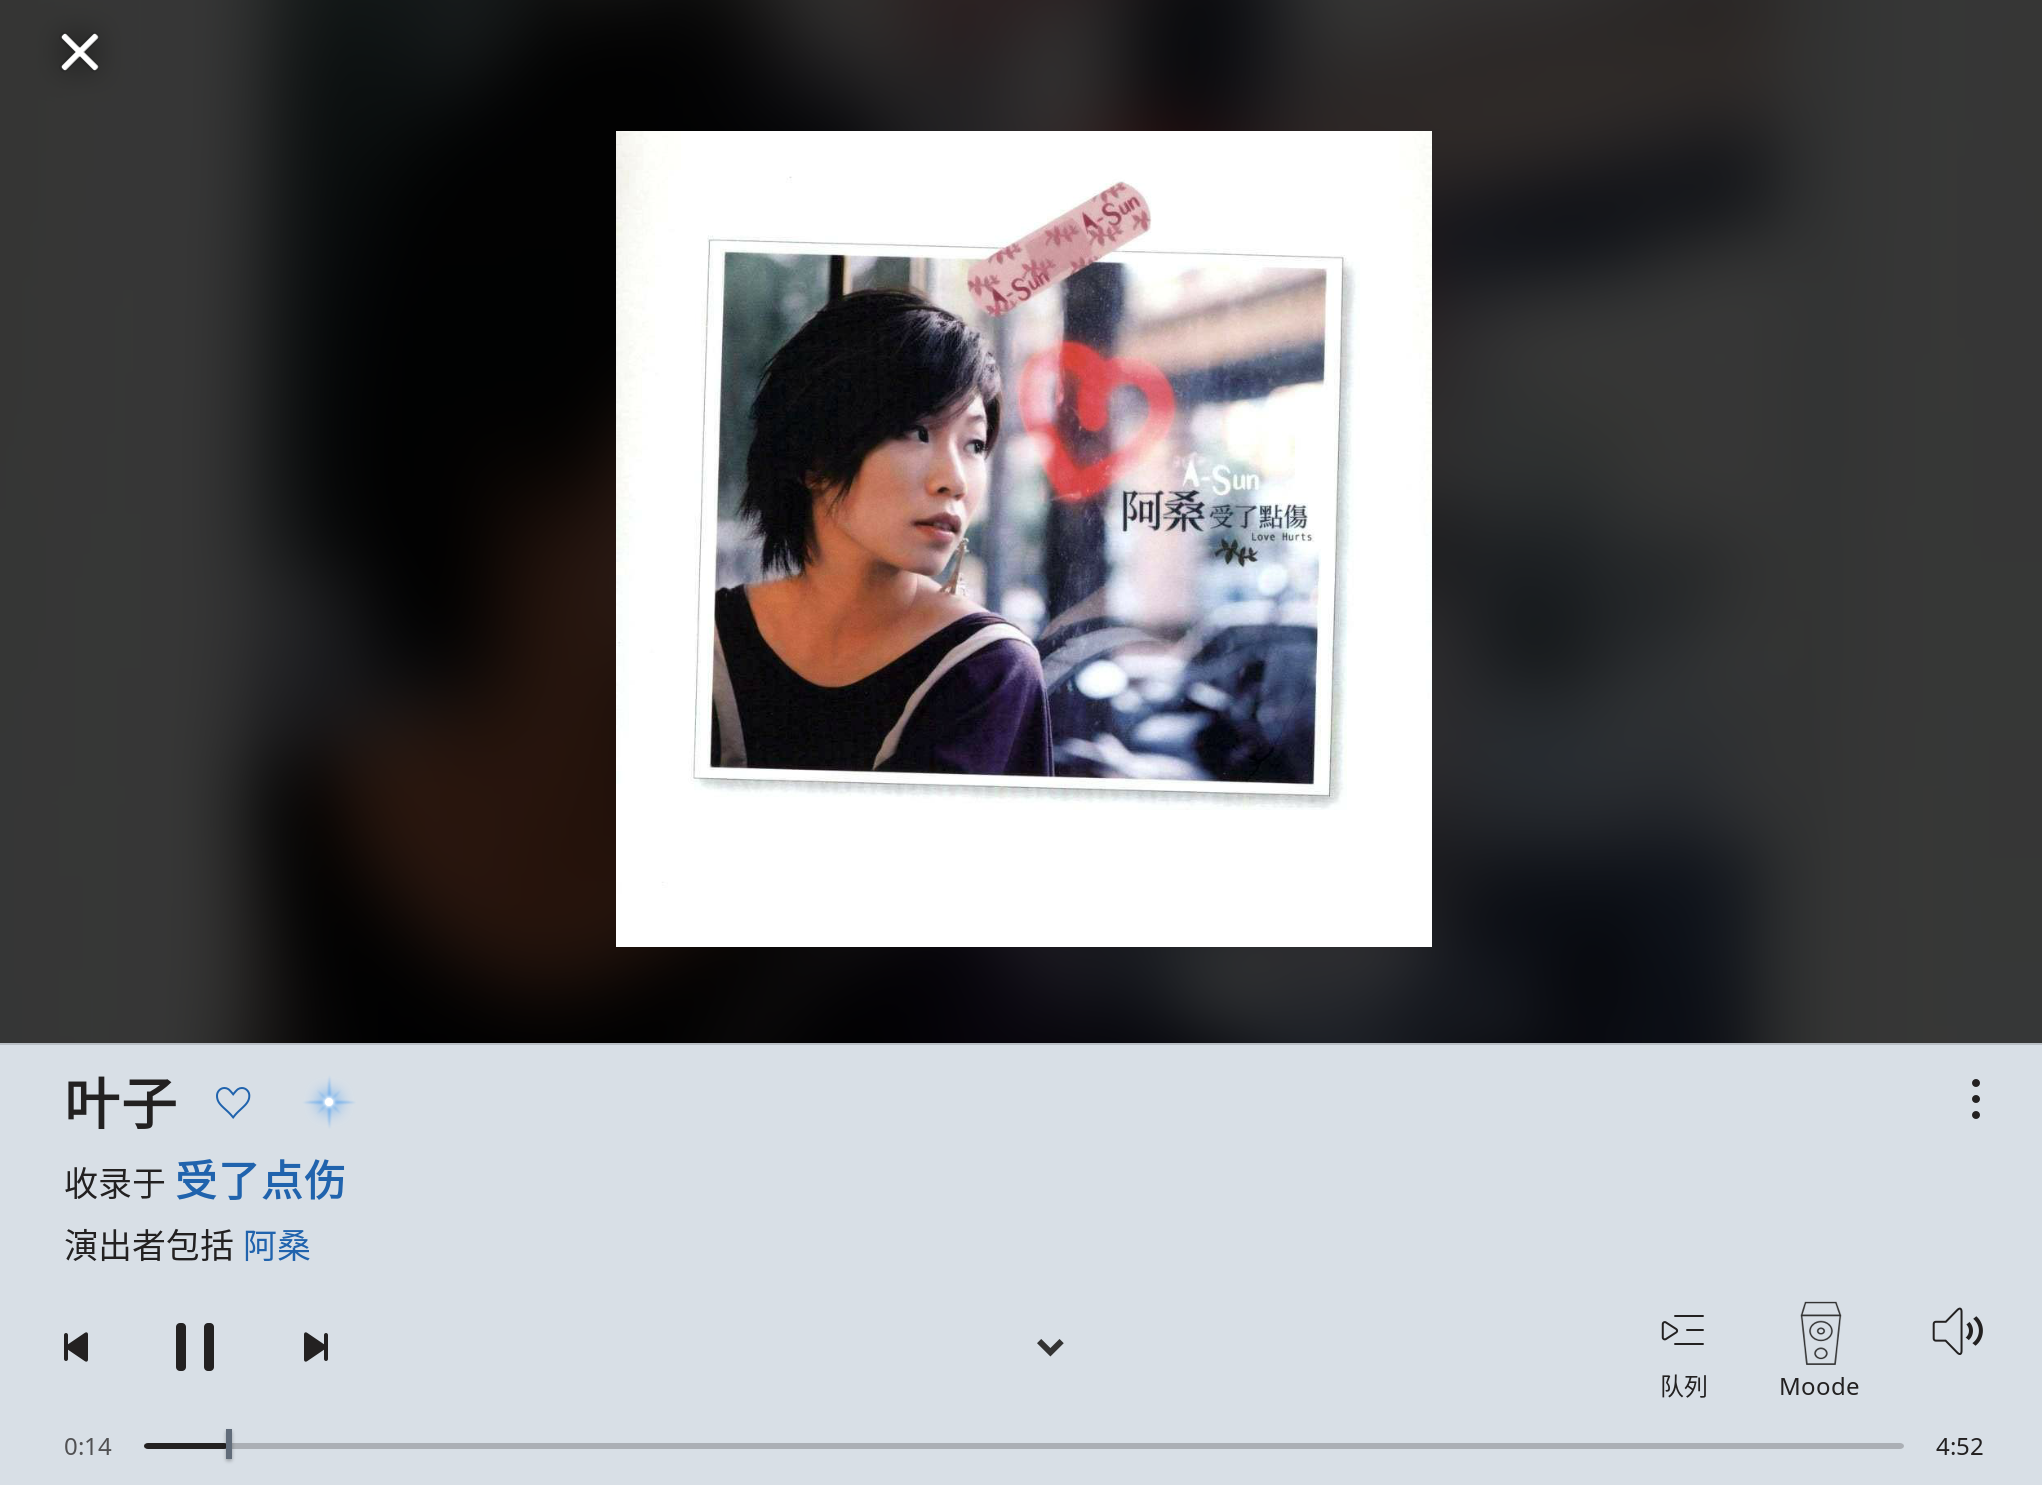 A-Sun
A-Sun
A-Sun
阿桑 受了點傷
Love Hurts
叶子
收录于 受了点伤
演出者包括 阿桑
队列
Moode
0:14
4:52